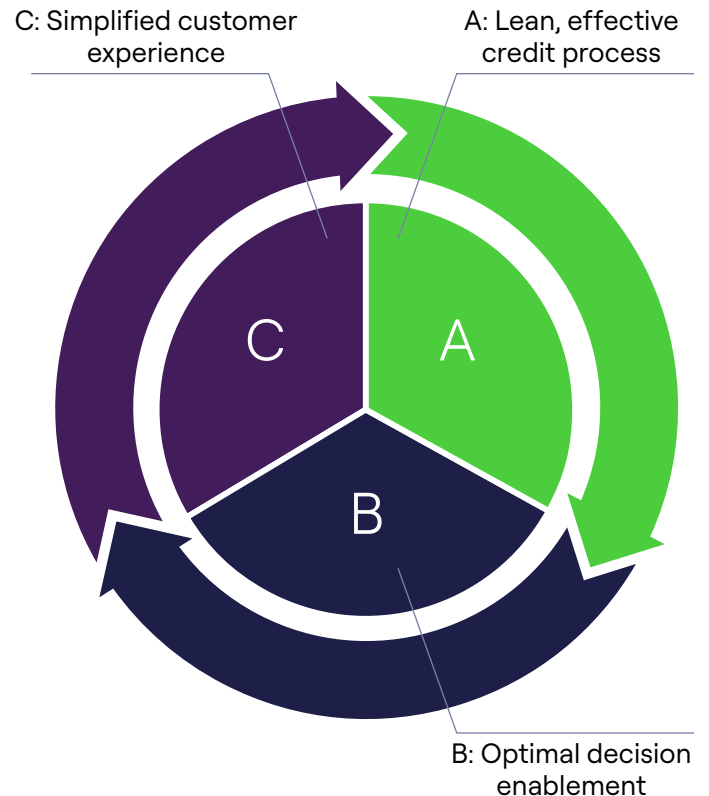 C: Simplified customer
experience
A: Lean, effective
credit process
C
A
B
B: Optimal decision
enablement